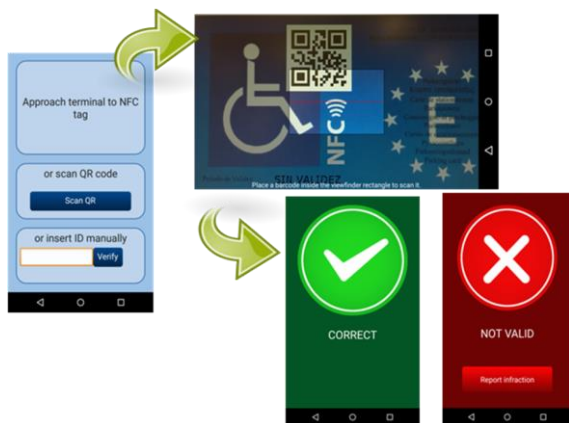 Approach terminal to NFC
tag
or scan QR code
Scan QR
or insert ID manually
Verify
NFC
E
SIN VALIDEZ
Place a barcode inside the viewfinder rectangle to scan it.
CORRECT
NOT VALID
Report infraction